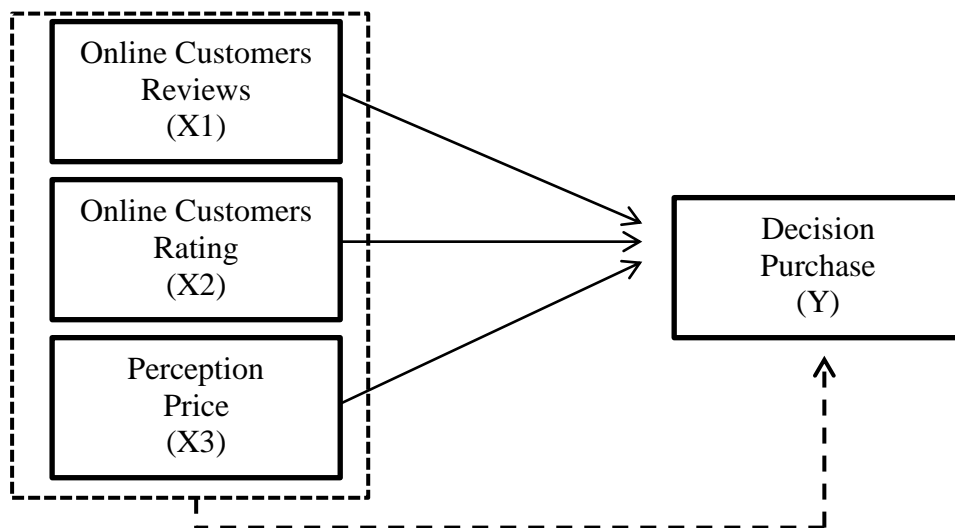 Online Customers
Reviews
(X1)
Online Customers
Rating
(X2)
Perception
Price
(X3)
Decision
Purchase
(Y)